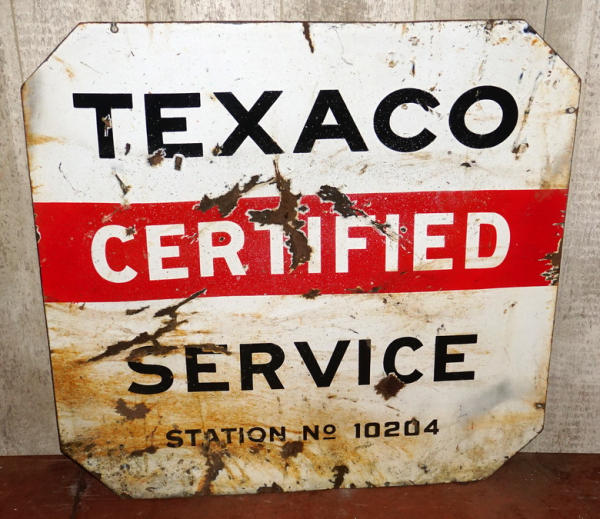 TEXACO
CERTIFIED
SERVICE
STATION No 10204